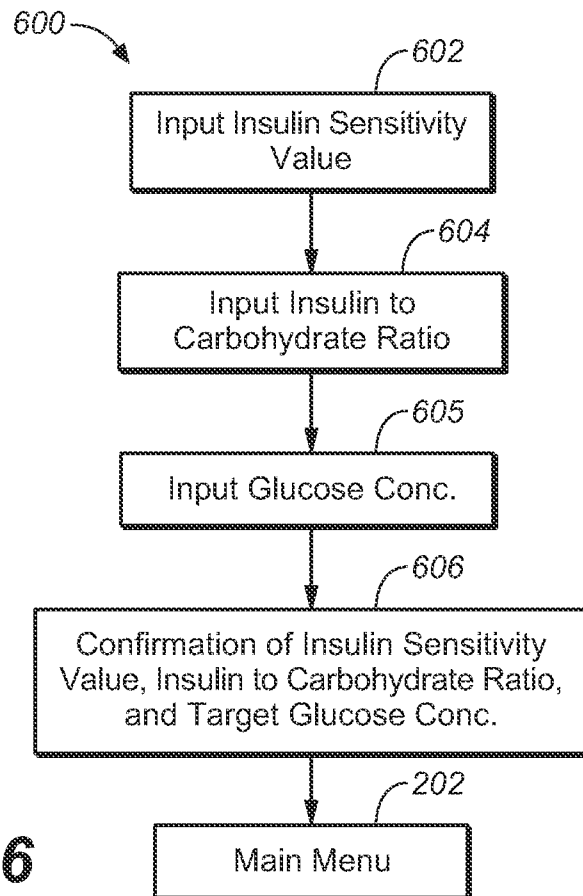 600
602
Input Insulin Sensitivity
Value
604
Input Insulin to
Carbohydrate Ratio
605
Input Glucose Conc.
606
Confirmation of Insulin Sensitivity
Value, Insulin to Carbohydrate Ratio,
and Target Glucose Conc.
202
Main Menu
6